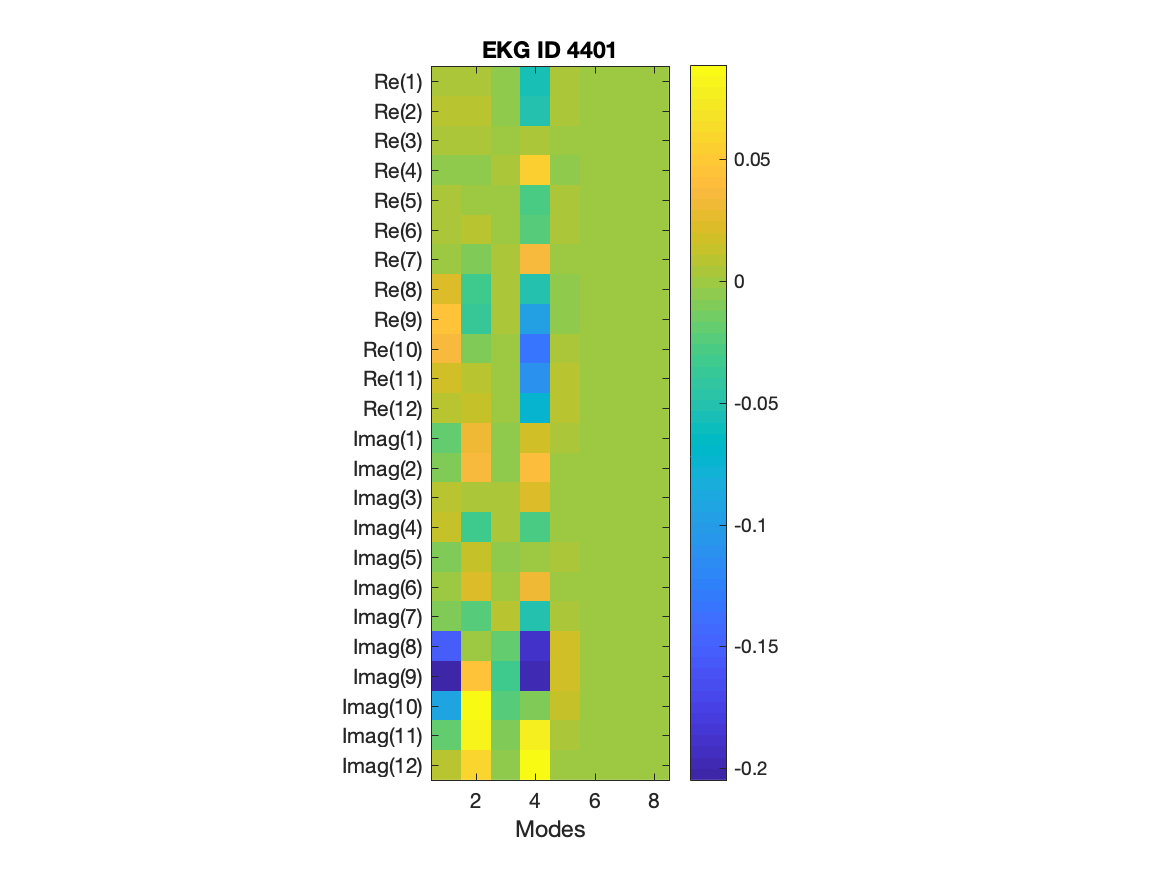 EKG ID 4401
Re(1)
Re(2)
Re(3)
Re(4)
Re(5)
Re(6)
Re(7)
Re(8)
Re(9)
Re(10)
Re(11)
Re(12)
Imag(1)
Imag(2)
Imag(3)
Imag(4)
Imag(5)
Imag(6)
Imag(7)
Imag(8)
Imag(9)
Imag(10)
Imag(11)
Imag(12)
2 4 6 8
Modes
0.05
0
-0.05
-0.1
-0.15
-0.2